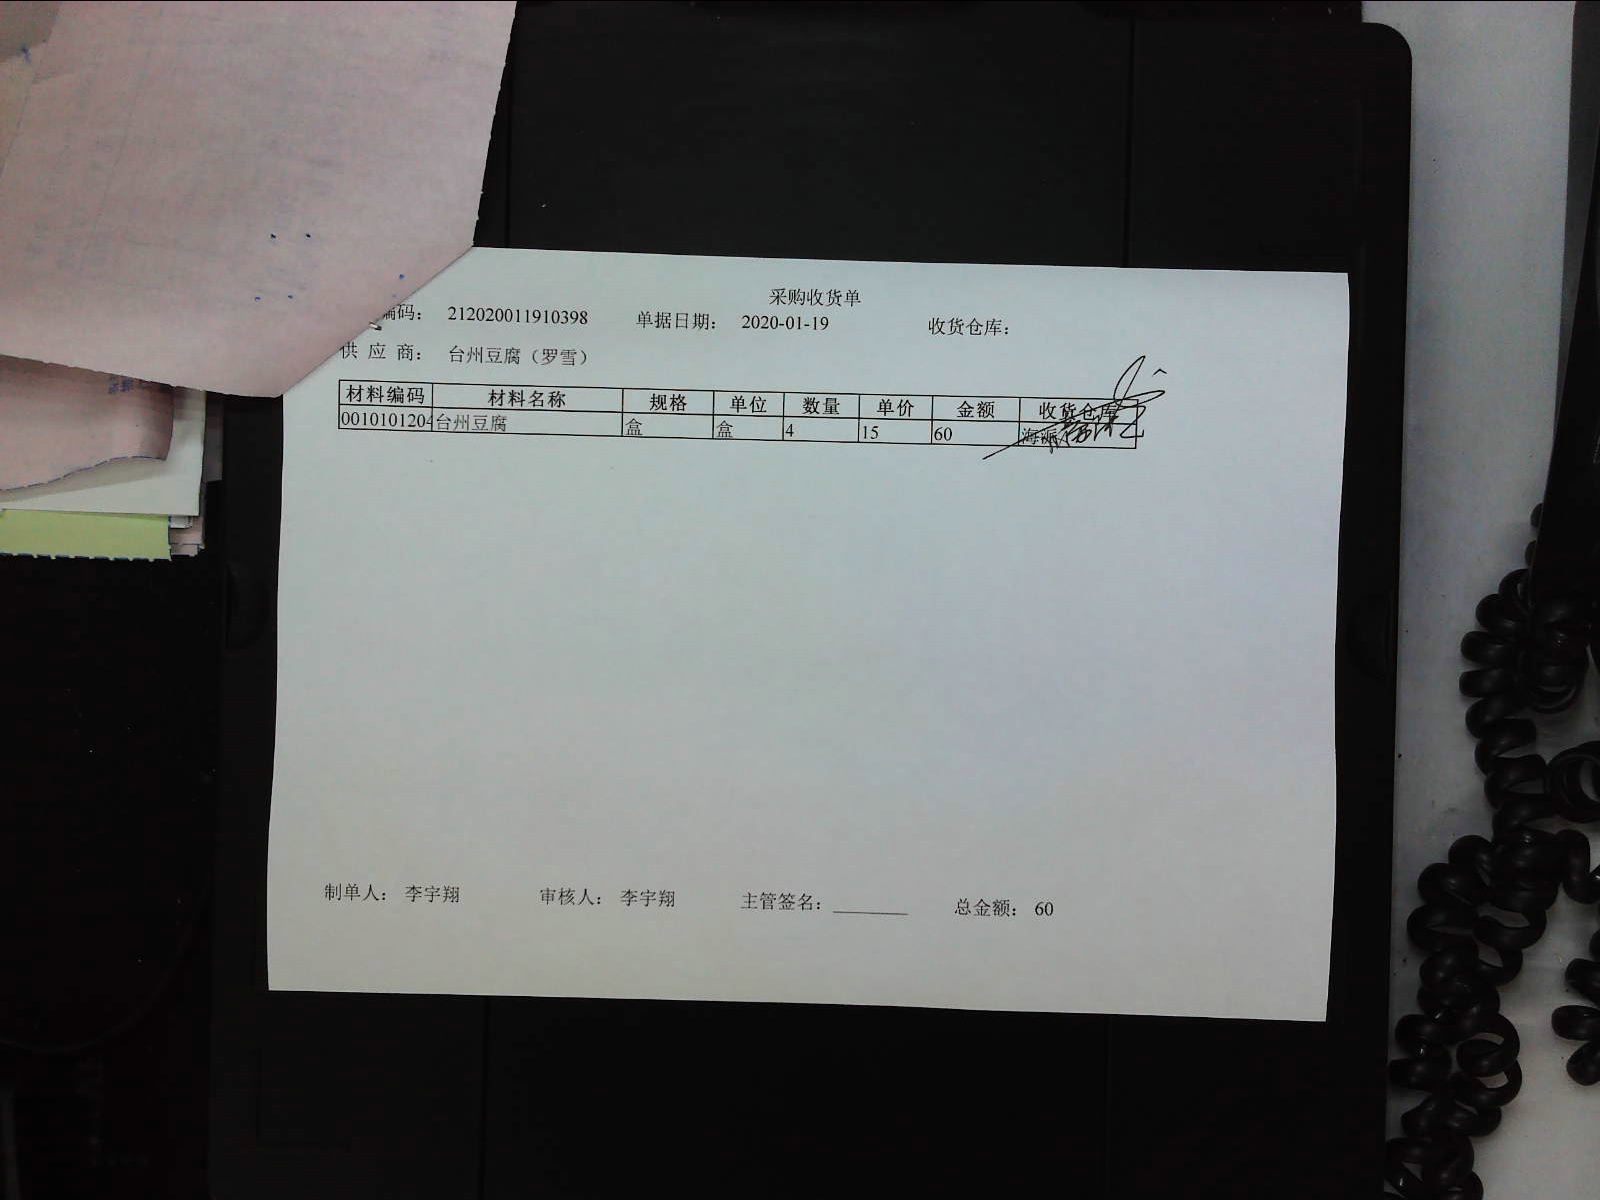 采购收货单
编码： 212020011910398 单据日期： 2020-01-19 收货仓库：
供 应 商： 台州豆腐（罗雪）
材料编码 材料名称 规格 单位 数量 单价 金额 收货仓库
0010101204 台州豆腐 盒 盒 4 15 60 海派
制单人： 李宇翔 审核人： 李宇翔 主管签名：________ 总金额： 60